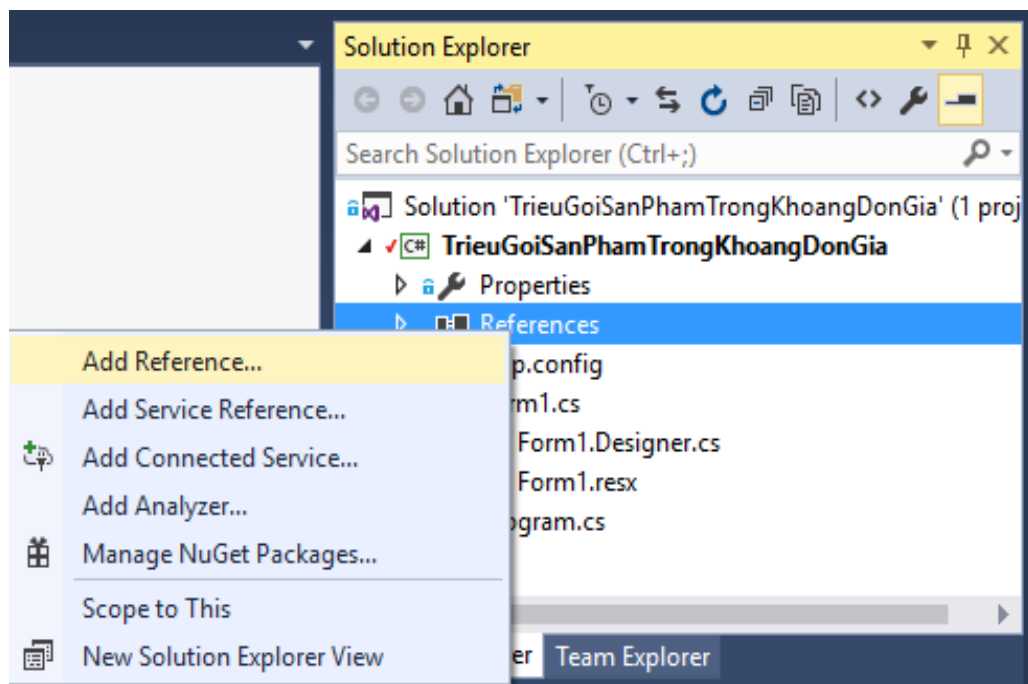 Solution Explorer
Search Solution Explorer (Ctrl+;)
Solution 'TrieuGoiSanPhamTrongKhoangDonGia' (1 proj
C# TrieuGoiSanPhamTrongKhoangDonGia
Properties
References
Add Reference...
p.config
Add Service Reference...
rm1.cs
Form1.Designer.cs
Add Connected Service...
Form1.resx
Add Analyzer...
ogram.cs
Manage NuGet Packages...
Scope to This
New Solution Explorer View
er
Team Explorer